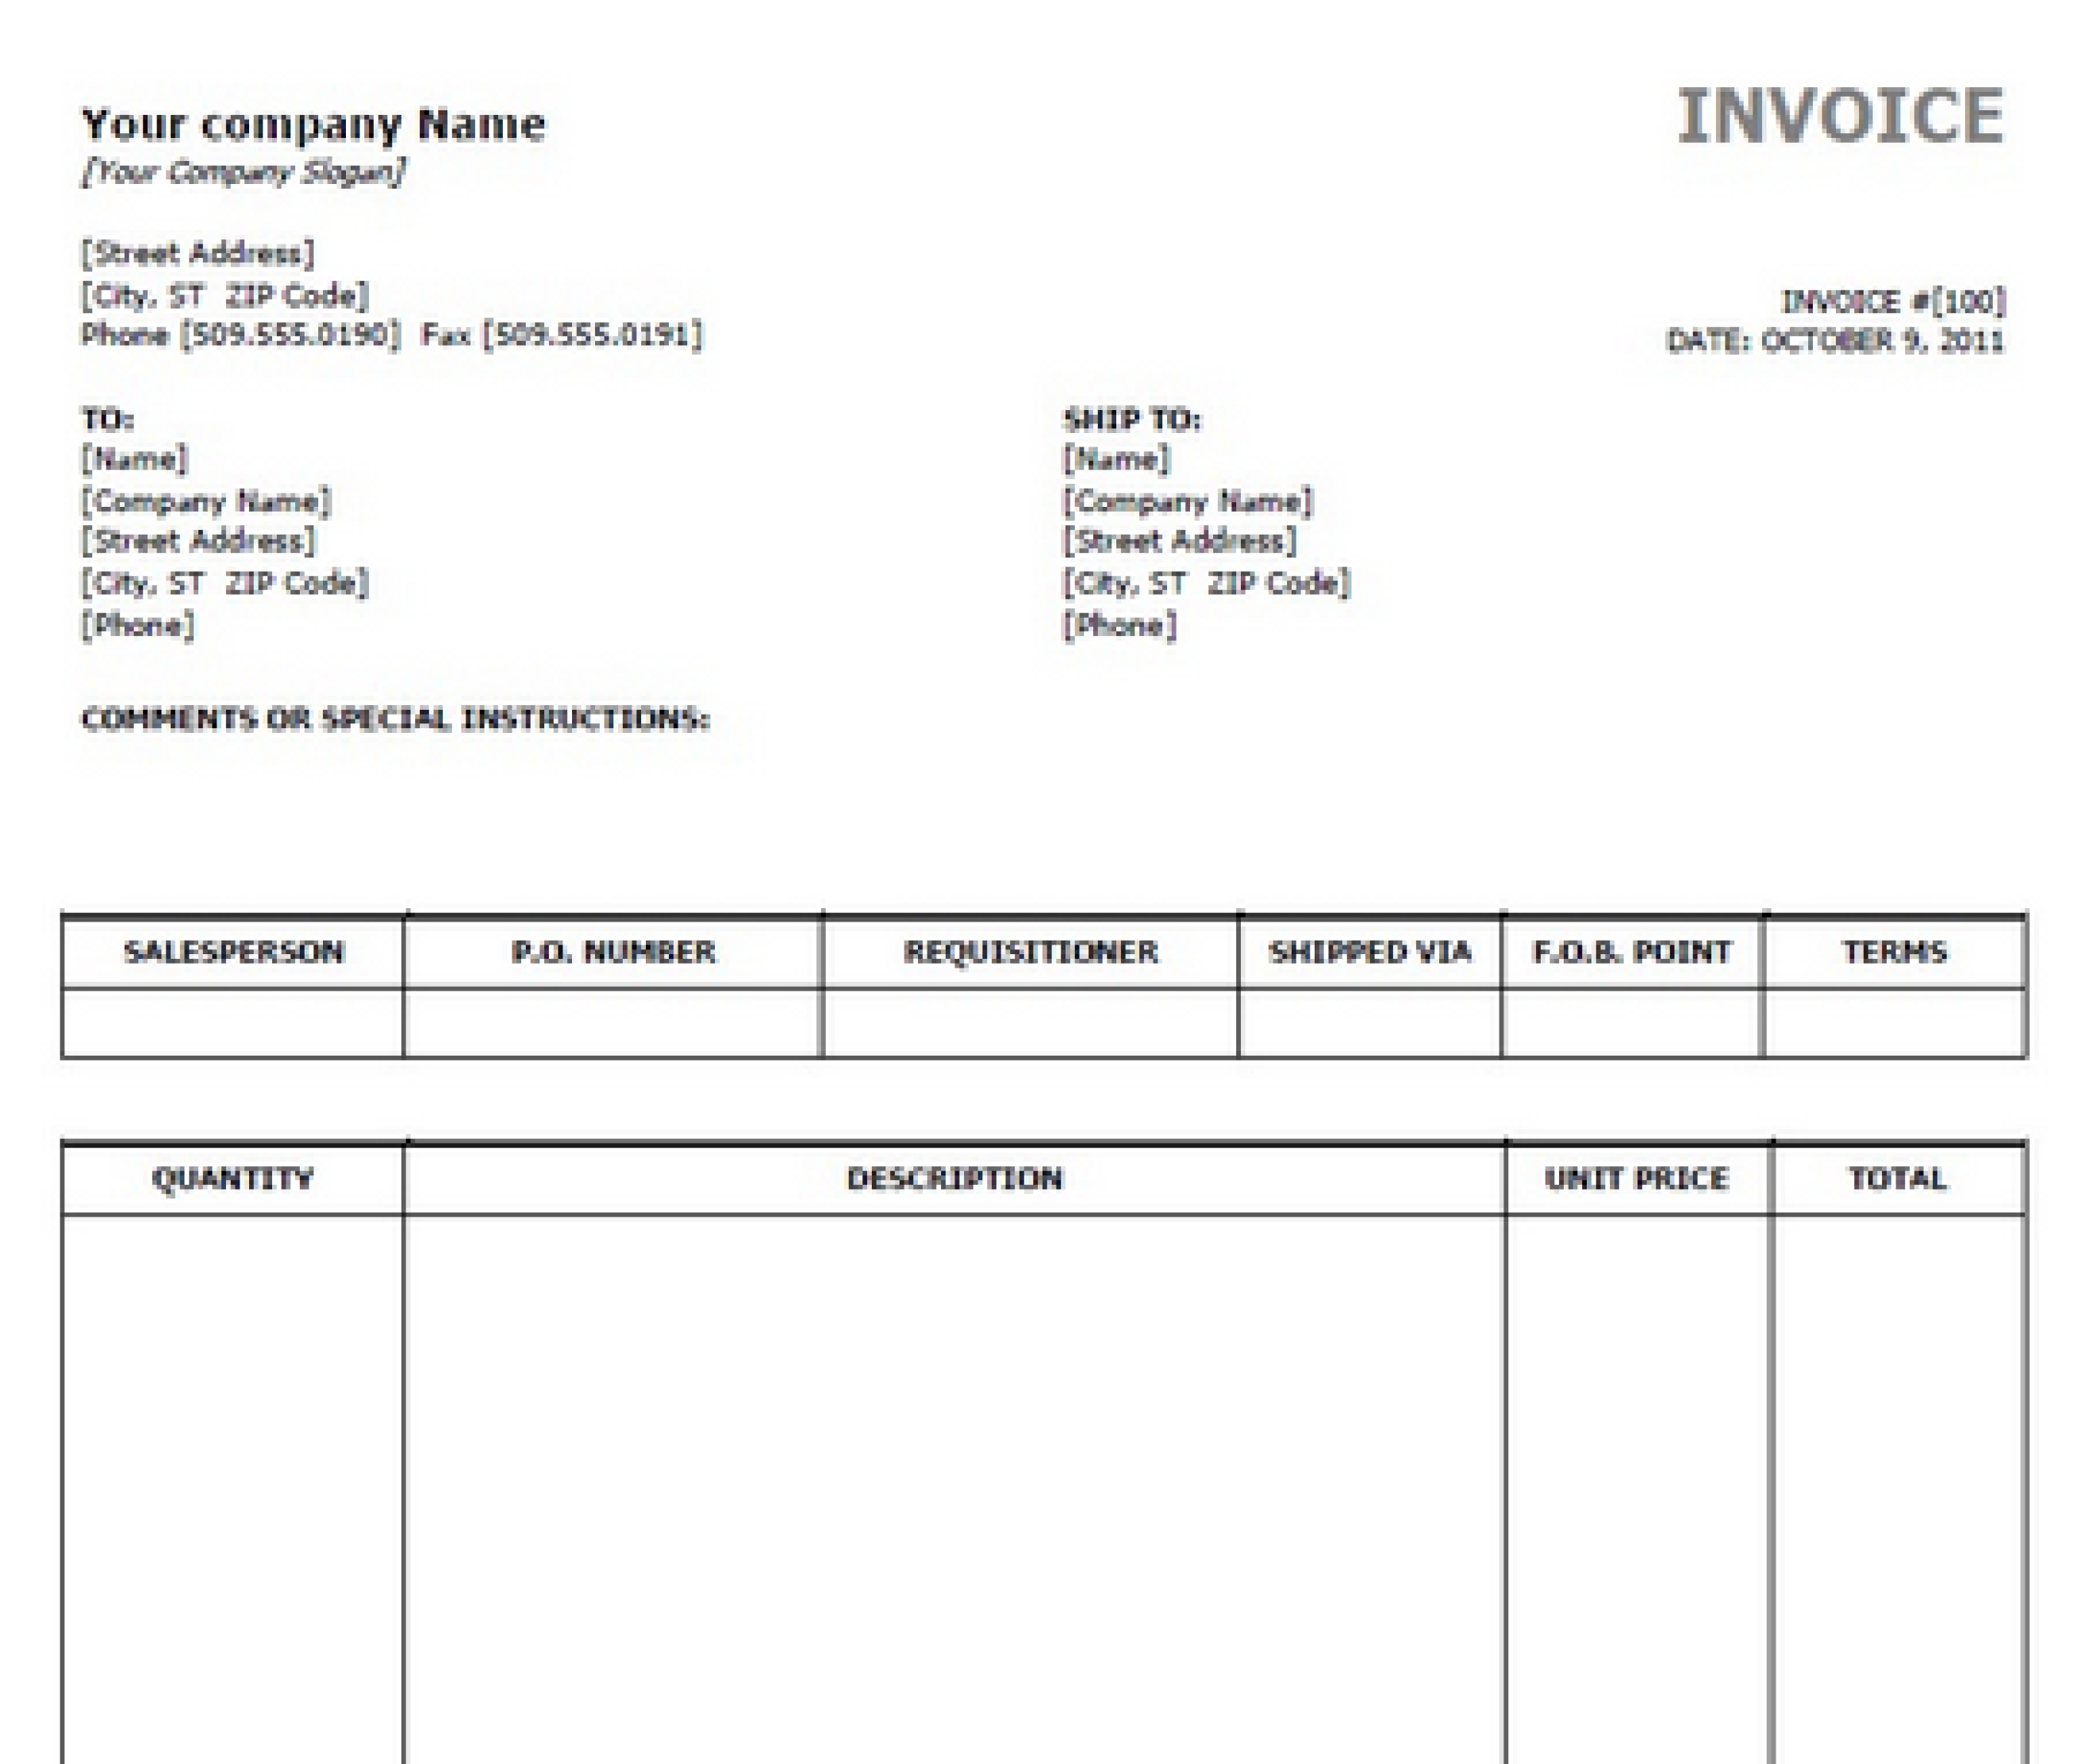 INVOICE
Your company Name
[Your Company Slogan]
[Street Address]
[City, ST  ZIP Code]
Phone [509.555.0190]  Fax [509.555.0191]
INVOICE #[100]
DATE: OCTOBER 9, 2011
TO:
[Name]
[Company Name]
[Street Address]
[City, ST  ZIP Code]
[Phone]
SHIP TO:
[Name]
[Company Name]
[Street Address]
[City, ST  ZIP Code]
[Phone]
COMMENTS OR SPECIAL INSTRUCTIONS:
SALESPERSON P.O. NUMBER REQUISITIONER SHIPPED VIA F.O.B. POINT TERMS
QUANTITY DESCRIPTION UNIT PRICE TOTAL